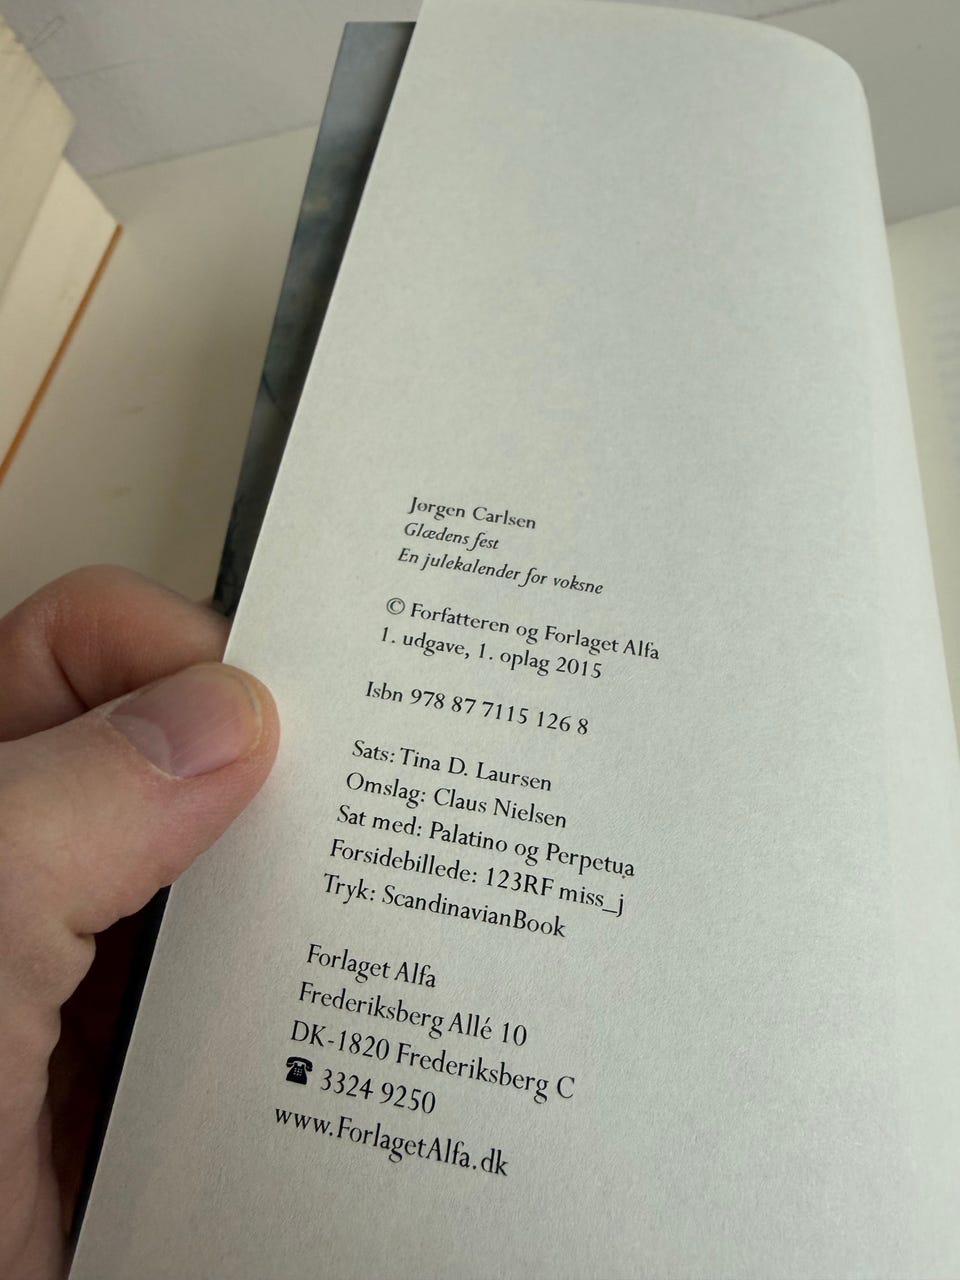 Jørgen Carlsen
Glædens fest
En julekalender for voksne
© Forfatteren og Forlaget Alfa
1. udgave, 1. oplag 2015
Isbn 978 87 7115 126 8
Sats: Tina D. Laursen
Omslag: Claus Nielsen
Sat med: Palatino og Perpetua
Forsidebillede: 123RF miss_j
Tryk: ScandinavianBook
Forlaget Alfa
Frederiksberg Allé 10
DK-1820 Frederiksberg C
☎ 3324 9250
www.ForlagetAlfa.dk